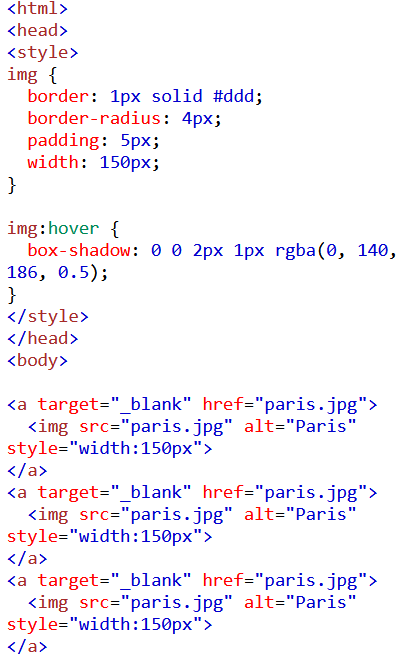 <html>
<head>
<style>
img {
  border: 1px solid #ddd;
  border-radius: 4px;
  padding: 5px;
  width: 150px;
}

img:hover {
  box-shadow: 0 0 2px 1px rgba(0, 140,
186, 0.5);
}
</style>
</head>
<body>

<a target="_blank" href="paris.jpg">
  <img src="paris.jpg" alt="Paris"
style="width:150px">
</a>
<a target="_blank" href="paris.jpg">
  <img src="paris.jpg" alt="Paris"
style="width:150px">
</a>
<a target="_blank" href="paris.jpg">
  <img src="paris.jpg" alt="Paris"
style="width:150px">
</a>